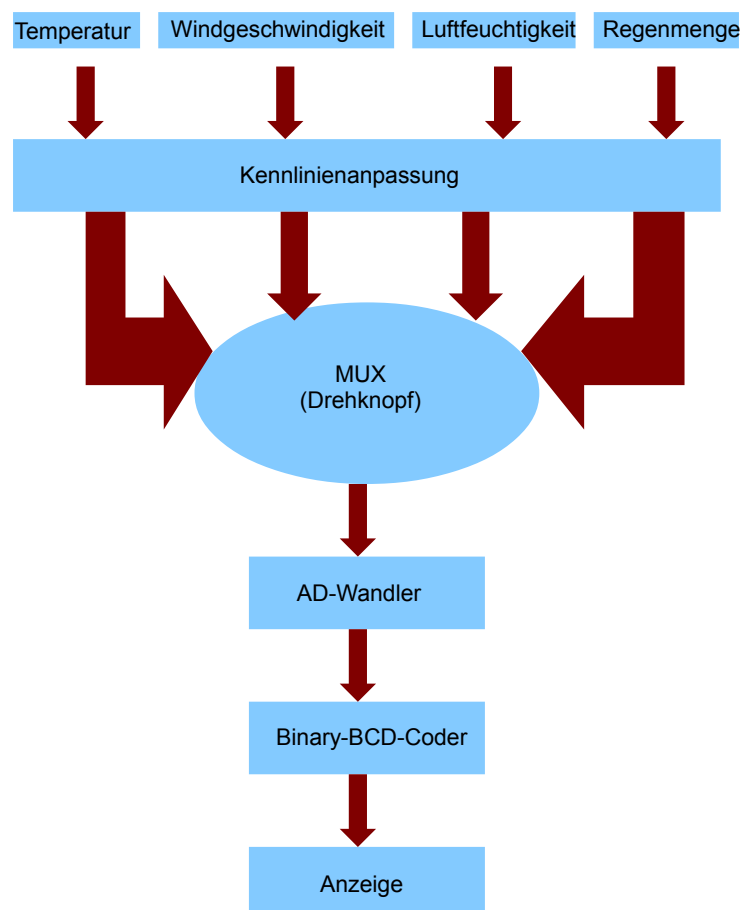 Temperatur
Windgeschwindigkeit
Luftfeuchtigkeit
Regenmenge
Kennlinienanpassung
MUX
(Drehknopf)
AD-Wandler
Binary-BCD-Coder
Anzeige